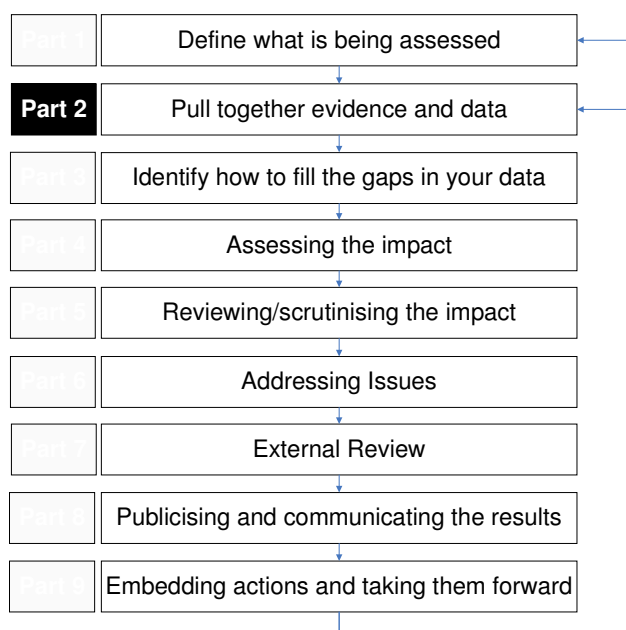 Part 1 Define what is being assessed
Part 2 Pull together evidence and data
Part 3 Identify how to fill the gaps in your data
Part 4 Assessing the impact
Part 5 Reviewing/scrutinising the impact
Part 6 Addressing Issues
Part 7 External Review
Part 8 Publicising and communicating the results
Part 9 Embedding actions and taking them forward